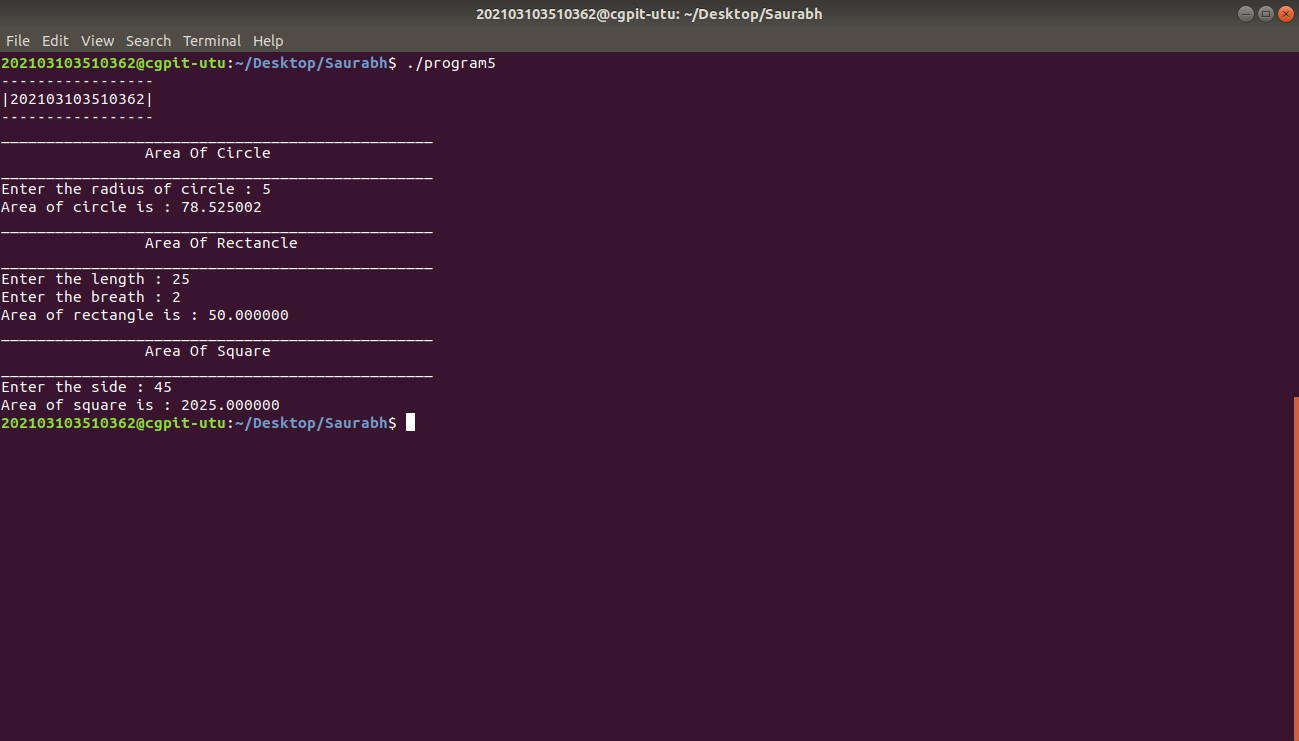 202103103510362@cgpit-utu: ~/Desktop/Saurabh
File Edit View Search Terminal Help
202103103510362@cgpit-utu:~/Desktop/Saurabh$ ./program5
-----------------
|202103103510362|
-----------------
________________________________________________
Area Of Circle
________________________________________________
Enter the radius of circle : 5
Area of circle is : 78.525002
________________________________________________
Area Of Rectancle
________________________________________________
Enter the length : 25
Enter the breath : 2
Area of rectangle is : 50.000000
________________________________________________
Area Of Square
________________________________________________
Enter the side : 45
Area of square is : 2025.000000
202103103510362@cgpit-utu:~/Desktop/Saurabh$